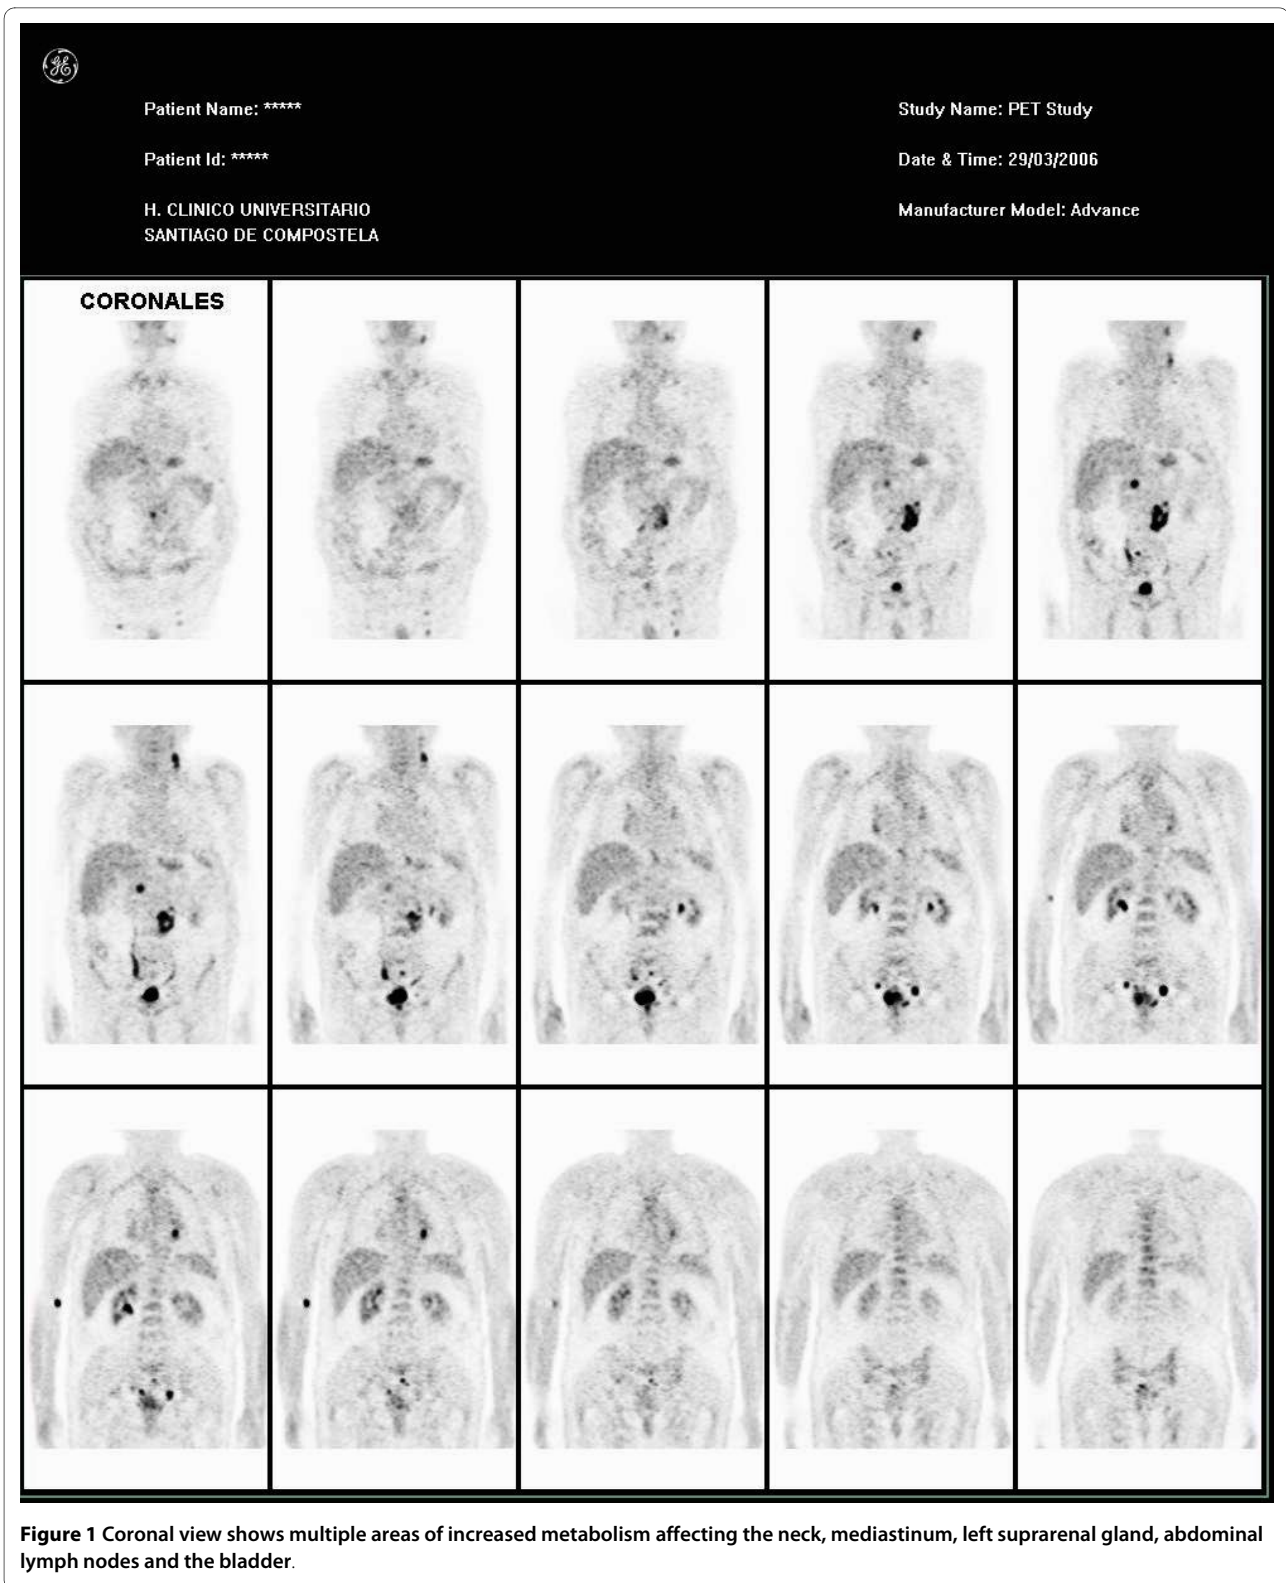 GE
Patient Name: *****
Study Name: PET Study
Patient Id: *****
Date & Time: 29/03/2006
H. CLINICO UNIVERSITARIO
SANTIAGO DE COMPOSTELA
Manufacturer Model: Advance
CORONALES
Figure 1 Coronal view shows multiple areas of increased metabolism affecting the neck, mediastinum, left suprarenal gland, abdominal
lymph nodes and the bladder.